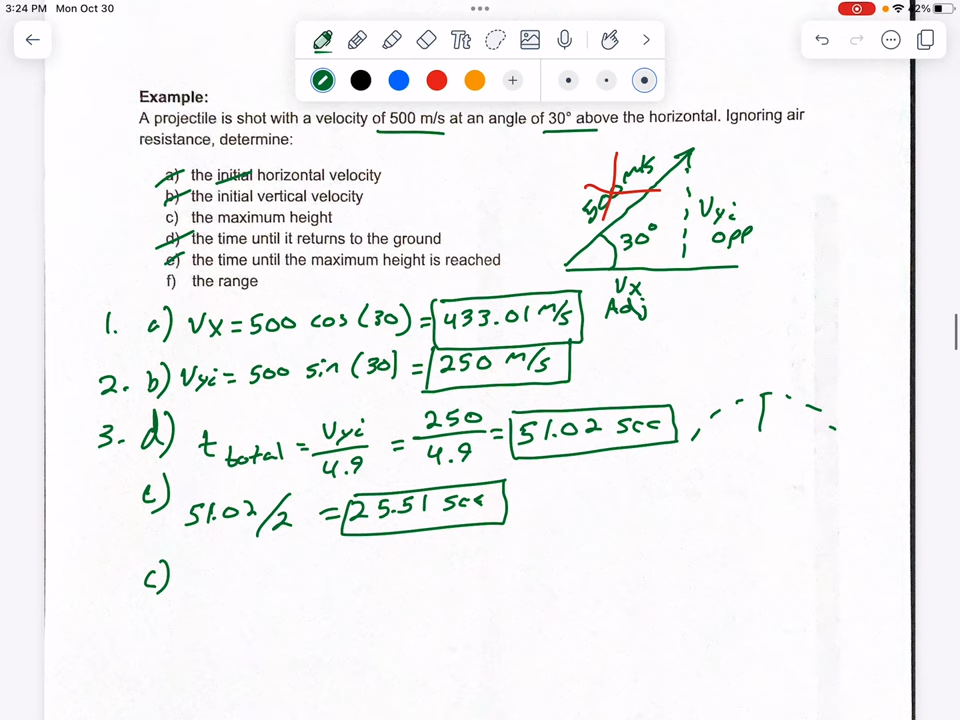 3:24 PM Mon Oct 30
42%
Tt
Example:
A projectile is shot with a velocity of 500 m/s at an angle of 30° above the horizontal. Ignoring air
resistance, determine:
a) the initial horizontal velocity
b) the initial vertical velocity
c) the maximum height
d) the time until it returns to the ground
e) the time until the maximum height is reached
f) the range
500 m/s
30°
Vyi
opp
Vx
Adj
1. a) Vx = 500 cos (30) = 433.01 m/s
2. b) Vyi = 500 sin (30) = 250 m/s
3. d) t total = Vyi/4.9 = 250/4.9 = 51.02 sec
e) 51.02/2 = 25.51 sec
c)